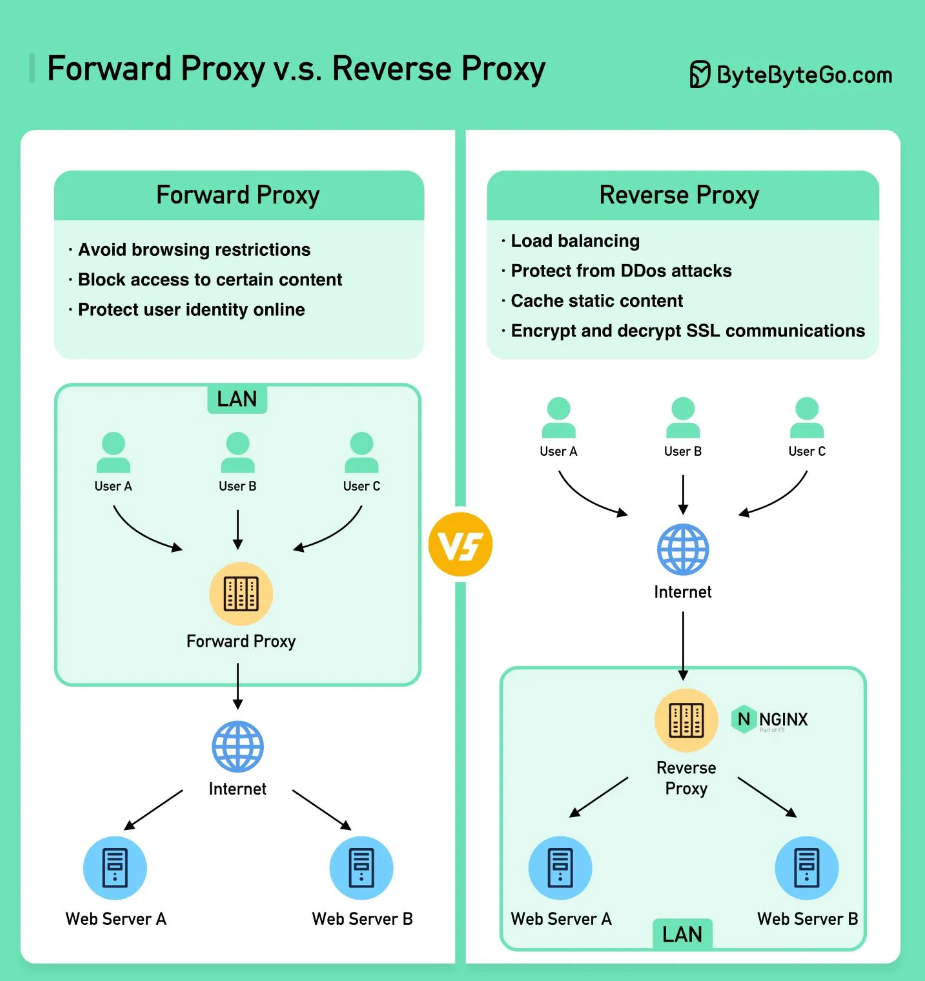 Forward Proxy v.s. Reverse Proxy
ByteByteGo.com
Forward Proxy
· Avoid browsing restrictions
· Block access to certain content
· Protect user identity online
LAN
User A
User B
User C
Forward Proxy
Internet
Web Server A
Web Server B
VS
Reverse Proxy
· Load balancing
· Protect from DDos attacks
· Cache static content
· Encrypt and decrypt SSL communications
User A
User B
User C
Internet
N NGINX
Part of F5
Reverse
Proxy
Web Server A
Web Server B
LAN